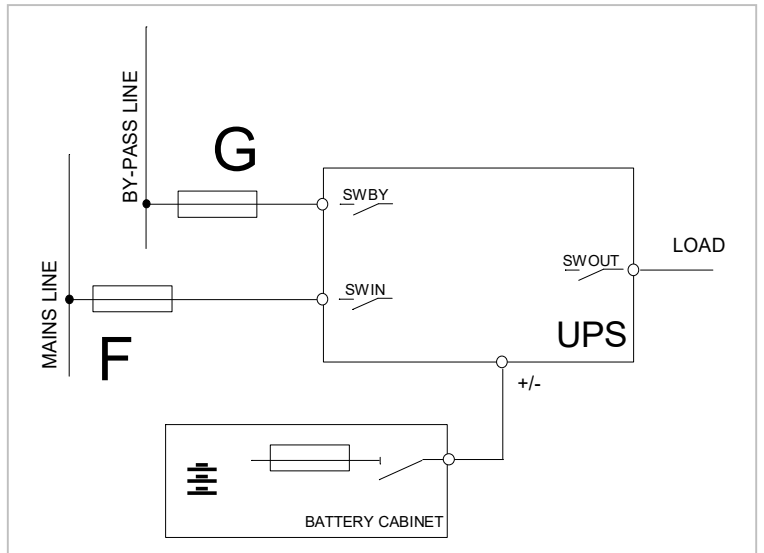 BY-PASS LINE
G
SWBY
LOAD
SWOUT
MAINS LINE
SWIN
UPS
F
+/-
BATTERY CABINET